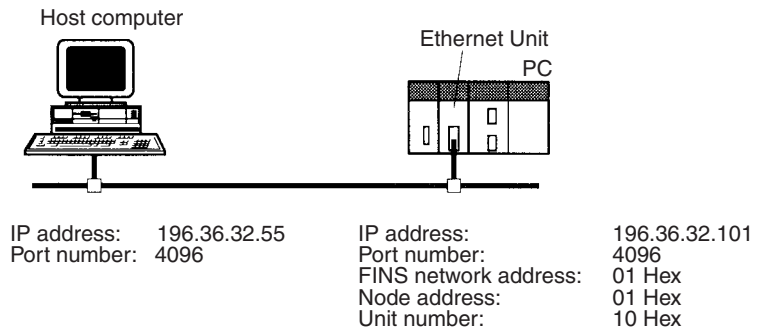 Host computer
Ethernet Unit
PC
IP address: 196.36.32.55
Port number: 4096
IP address: 196.36.32.101
Port number: 4096
FINS network address: 01 Hex
Node address: 01 Hex
Unit number: 10 Hex